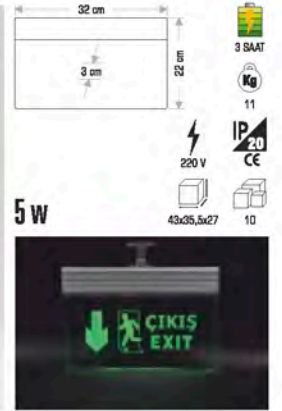 32 cm
3 cm
22 cm
3 SAAT
Kg
11
220 V
IP
20
CE
5 W
43x35,5x27
10
ÇIKIŞ
EXIT